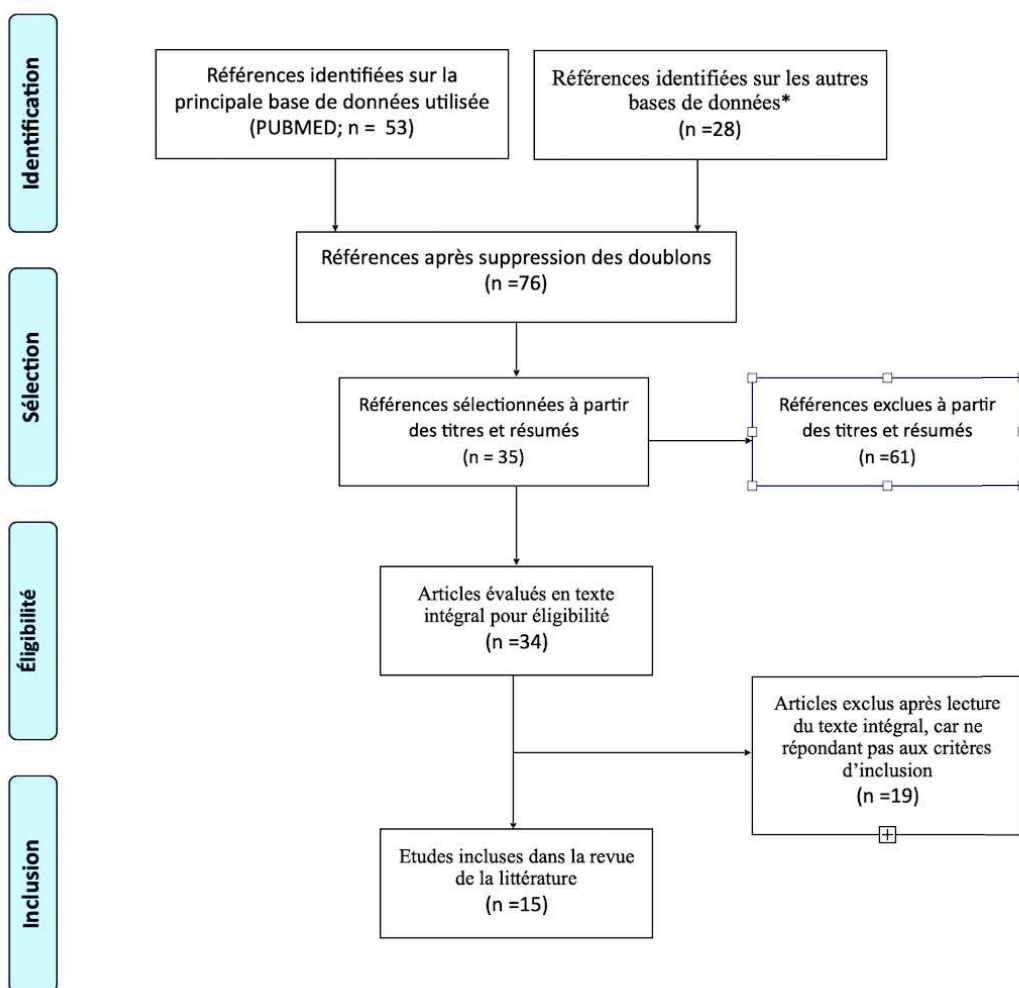 Identification
Références identifiées sur la
principale base de données utilisée
(PUBMED; n = 53)
Références identifiées sur les autres
bases de données*
(n =28)
Références après suppression des doublons
(n =76)
Sélection
Références sélectionnées à partir
des titres et résumés
(n = 35)
Références exclues à partir
des titres et résumés
(n =61)
Éligibilité
Articles évalués en texte
intégral pour éligibilité
(n =34)
Articles exclus après lecture
du texte intégral, car ne
répondant pas aux critères
d’inclusion
(n =19)
Inclusion
Etudes incluses dans la revue
de la littérature
(n =15)